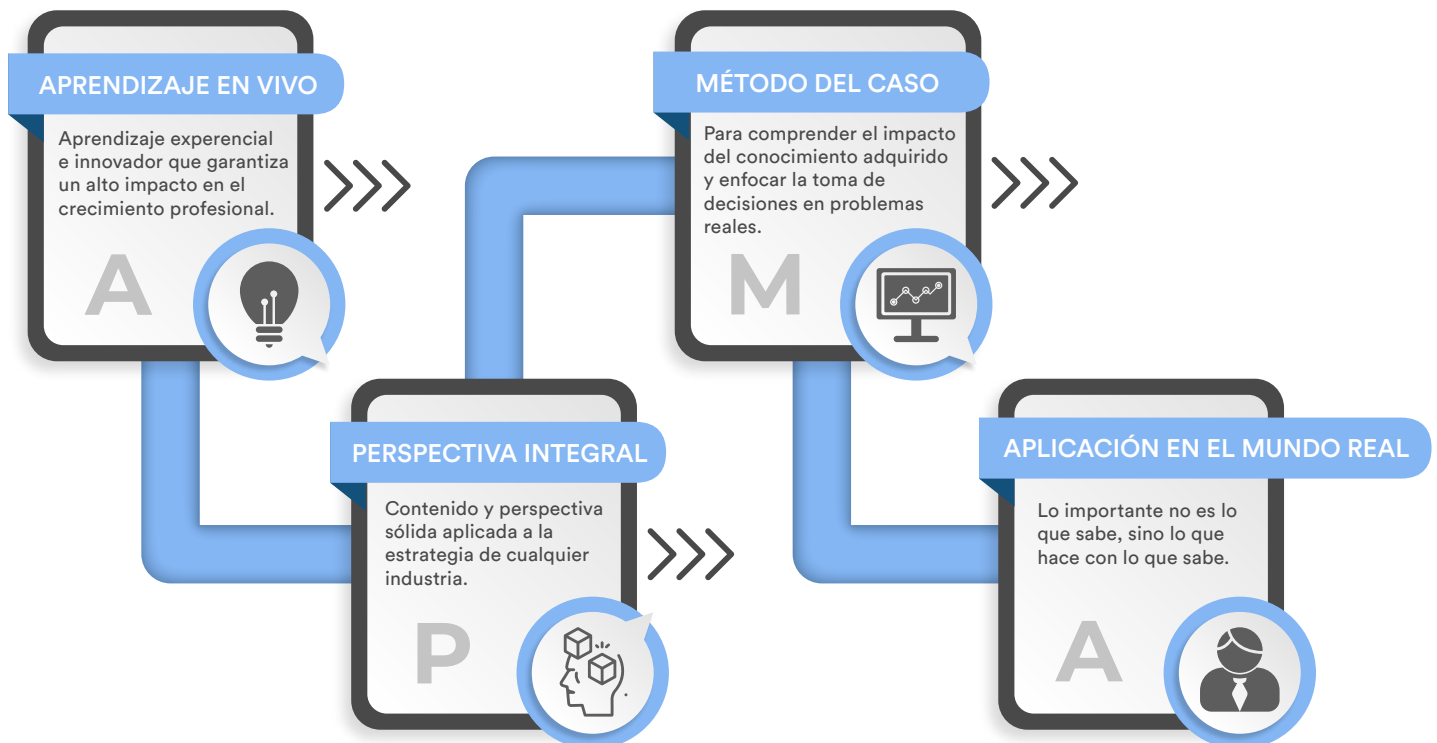 APRENDIZAJE EN VIVO
Aprendizaje experencial
e innovador que garantiza
un alto impacto en el
crecimiento profesional.
A
PERSPECTIVA INTEGRAL
Contenido y perspectiva
sólida aplicada a la
estrategia de cualquier
industria.
P
MÉTODO DEL CASO
Para comprender el impacto
del conocimiento adquirido
y enfocar la toma de
decisiones en problemas
reales.
M
APLICACIÓN EN EL MUNDO REAL
Lo importante no es lo
que sabe, sino lo que
hace con lo que sabe.
A